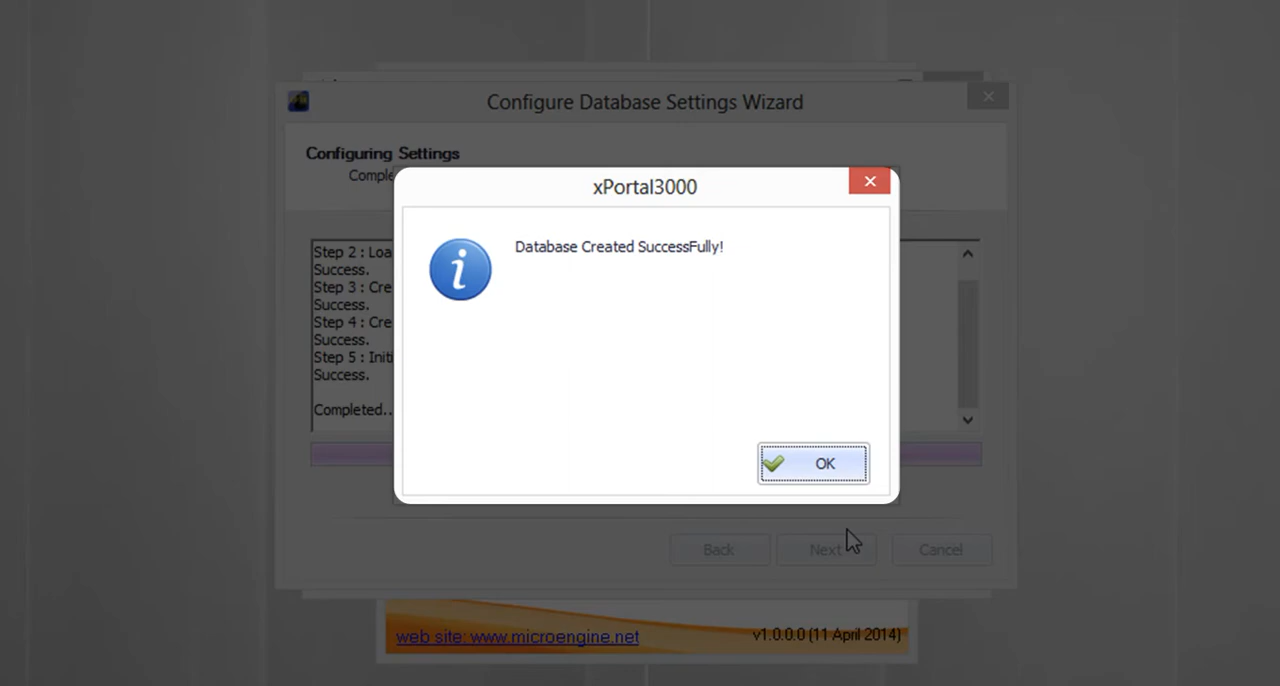 Configure Database Settings Wizard
Configuring Settings
Comple
xPortal3000
Database Created SuccessFully!
Step 2 : Loa
Success.
Step 3 : Cre
Success.
Step 4 : Cre
Success.
Step 5 : Initi
Success.
Completed..
OK
Back
Next
Cancel
web site: www.microengine.net
v1.0.0.0 (11 April 2014)